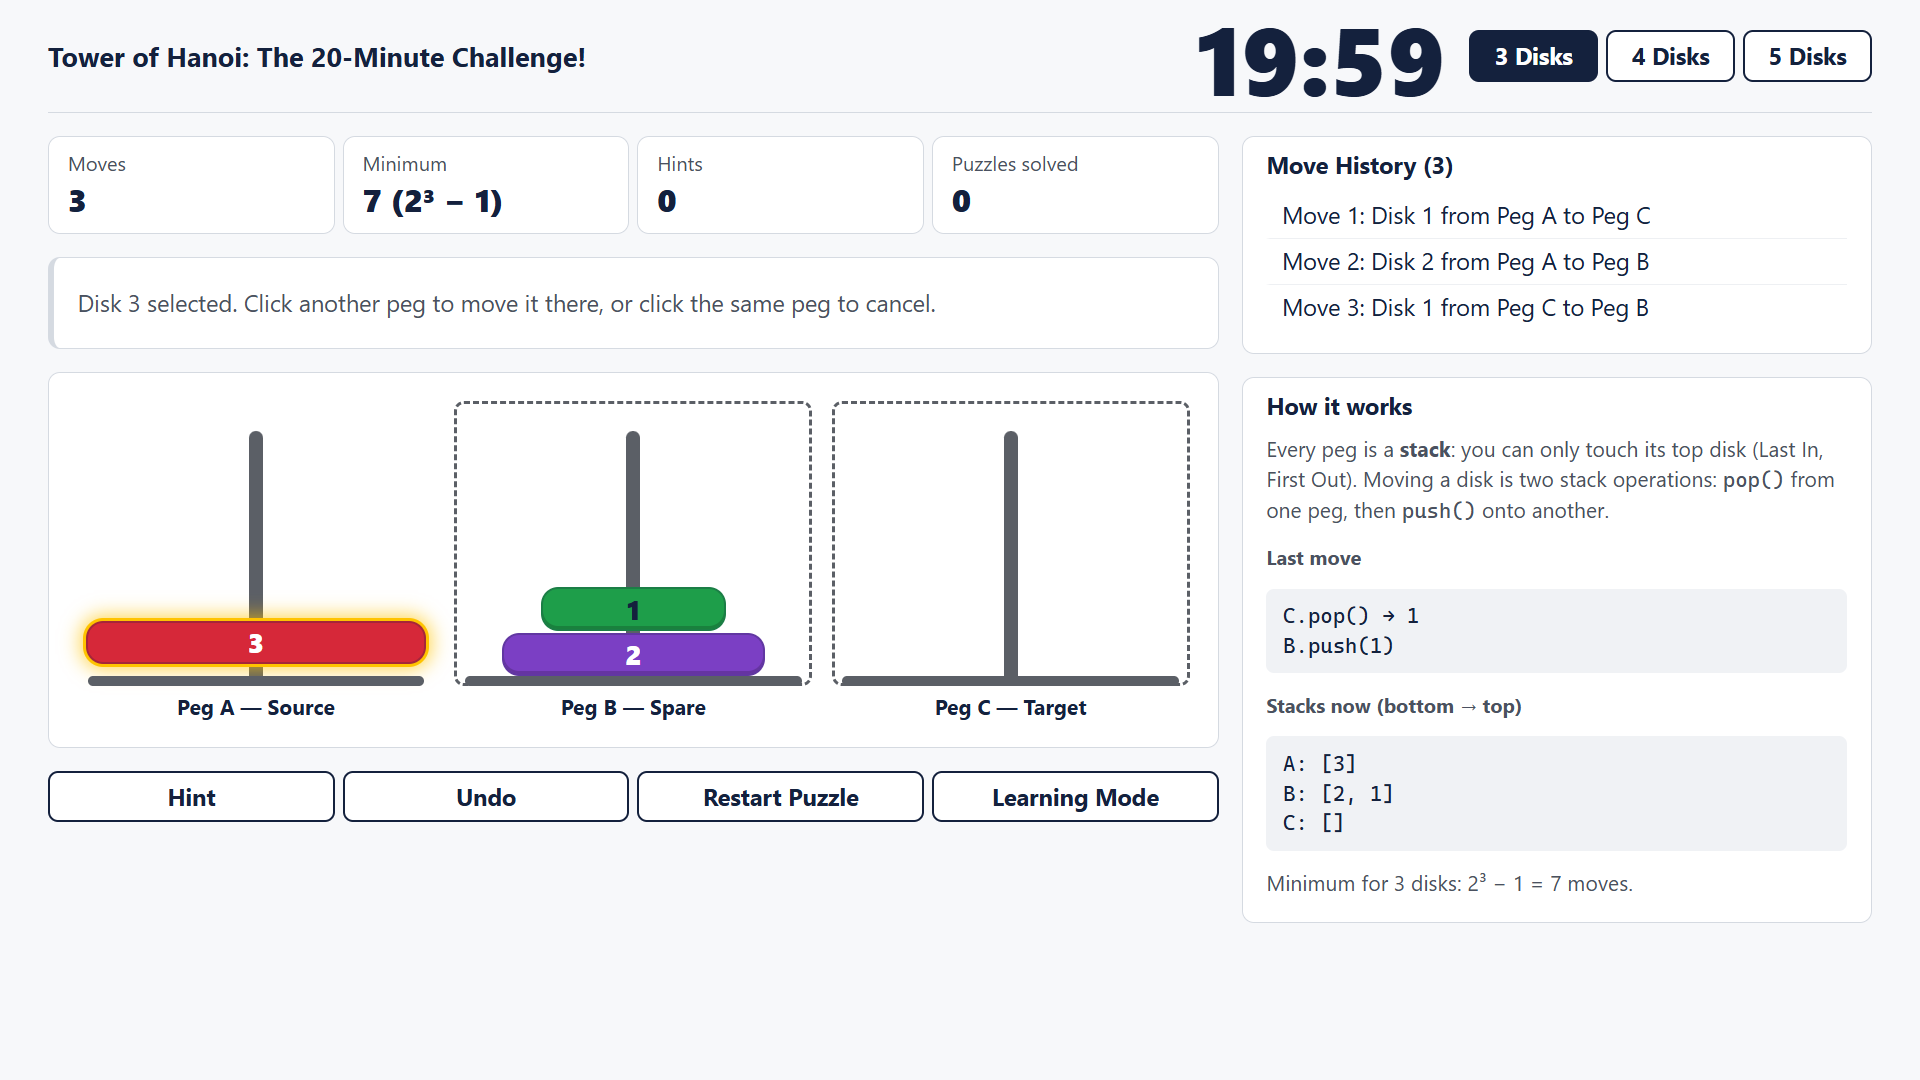 Tower of Hanoi: The 20-Minute Challenge!
19:59
3 Disks
4 Disks
5 Disks
Moves
3
Minimum
7 (2³ − 1)
Hints
0
Puzzles solved
0
Disk 3 selected. Click another peg to move it there, or click the same peg to cancel.
3
1
2
Peg A — Source
Peg B — Spare
Peg C — Target
Hint
Undo
Restart Puzzle
Learning Mode
Move History (3)
Move 1: Disk 1 from Peg A to Peg C
Move 2: Disk 2 from Peg A to Peg B
Move 3: Disk 1 from Peg C to Peg B
How it works
Every peg is a stack: you can only touch its top disk (Last In,
First Out). Moving a disk is two stack operations: pop() from
one peg, then push() onto another.
Last move
C.pop() → 1
B.push(1)
Stacks now (bottom → top)
A: [3]
B: [2, 1]
C: []
Minimum for 3 disks: 2³ − 1 = 7 moves.